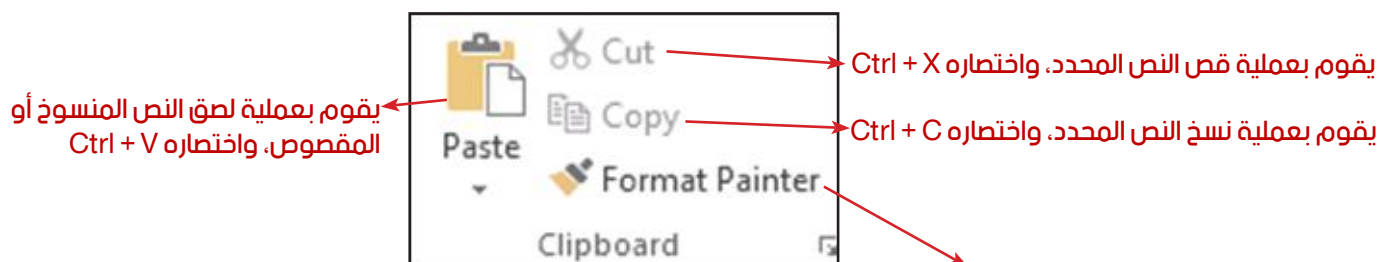 Cut
يقوم بعملية قص النص المحدد، واختصاره Ctrl + X
Copy
يقوم بعملية نسخ النص المحدد، واختصاره Ctrl + C
يقوم بعملية لصق النص المنسوخ أو
المقصوص، واختصاره Ctrl + V
Paste
Format Painter
Clipboard